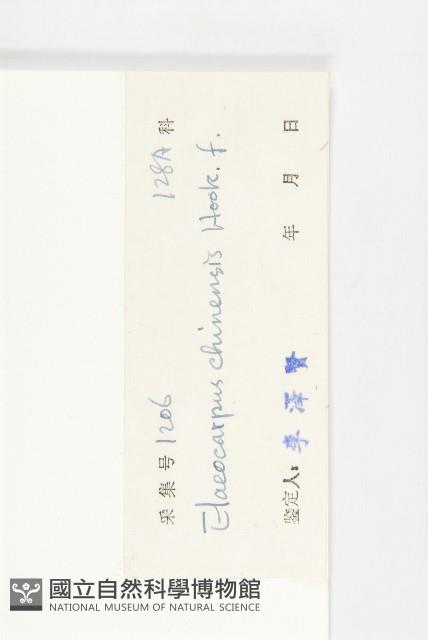 采集号 1206 128A 科
Elaeocarpus chinensis Hook. f.
鉴定人: 李泽贤 年 月 日
國立自然科學博物館
NATIONAL MUSEUM OF NATURAL SCIENCE